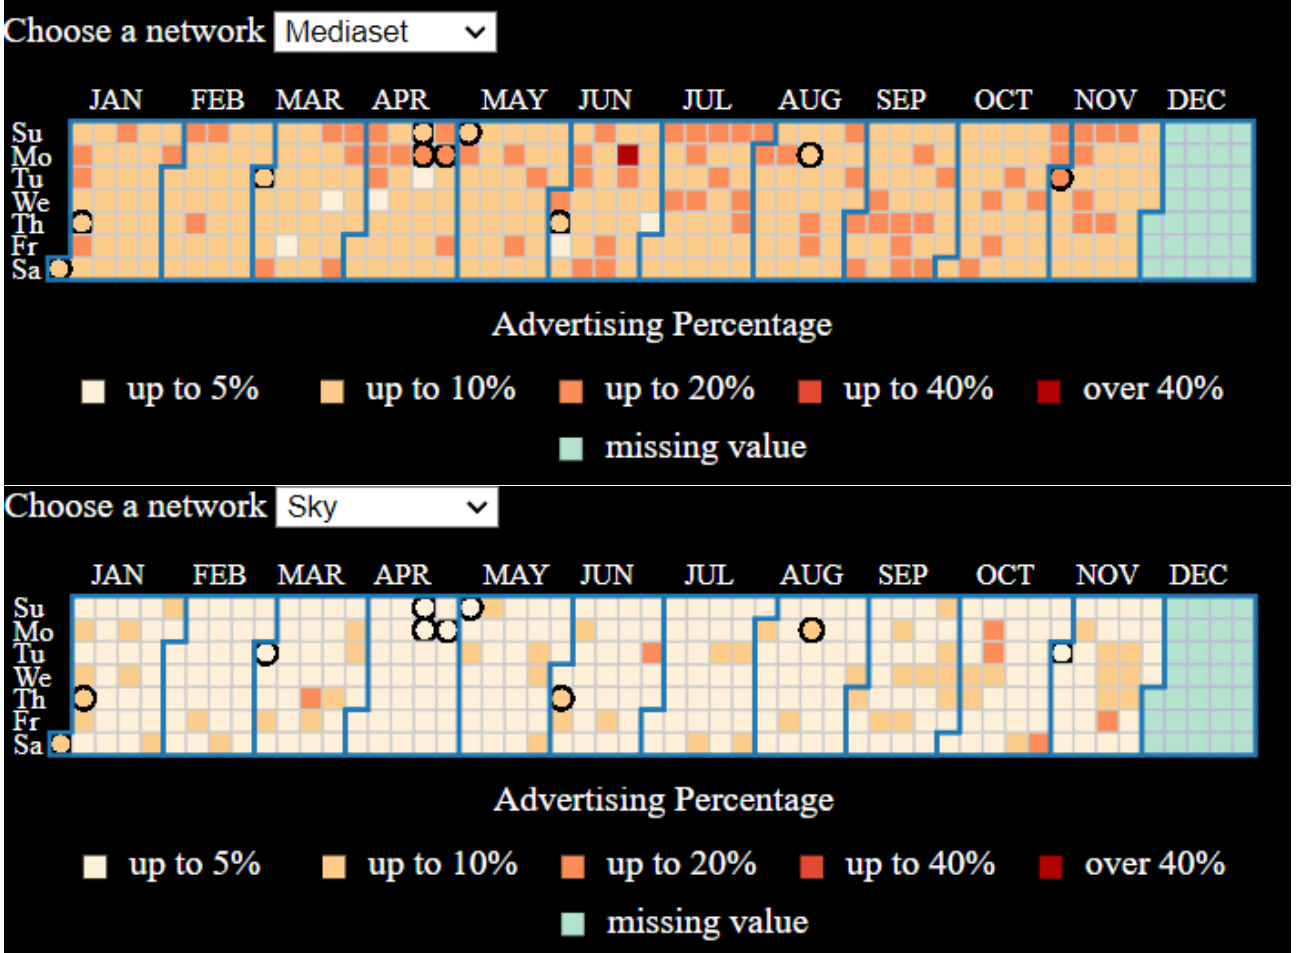 Choose a network Mediaset
JAN FEB MAR APR MAY JUN JUL AUG SEP OCT NOV DEC
Su
Mo
Tu
We
Th
Fr
Sa
Advertising Percentage
up to 5% up to 10% up to 20% up to 40% over 40%
missing value
Choose a network Sky
JAN FEB MAR APR MAY JUN JUL AUG SEP OCT NOV DEC
Su
Mo
Tu
We
Th
Fr
Sa
Advertising Percentage
up to 5% up to 10% up to 20% up to 40% over 40%
missing value